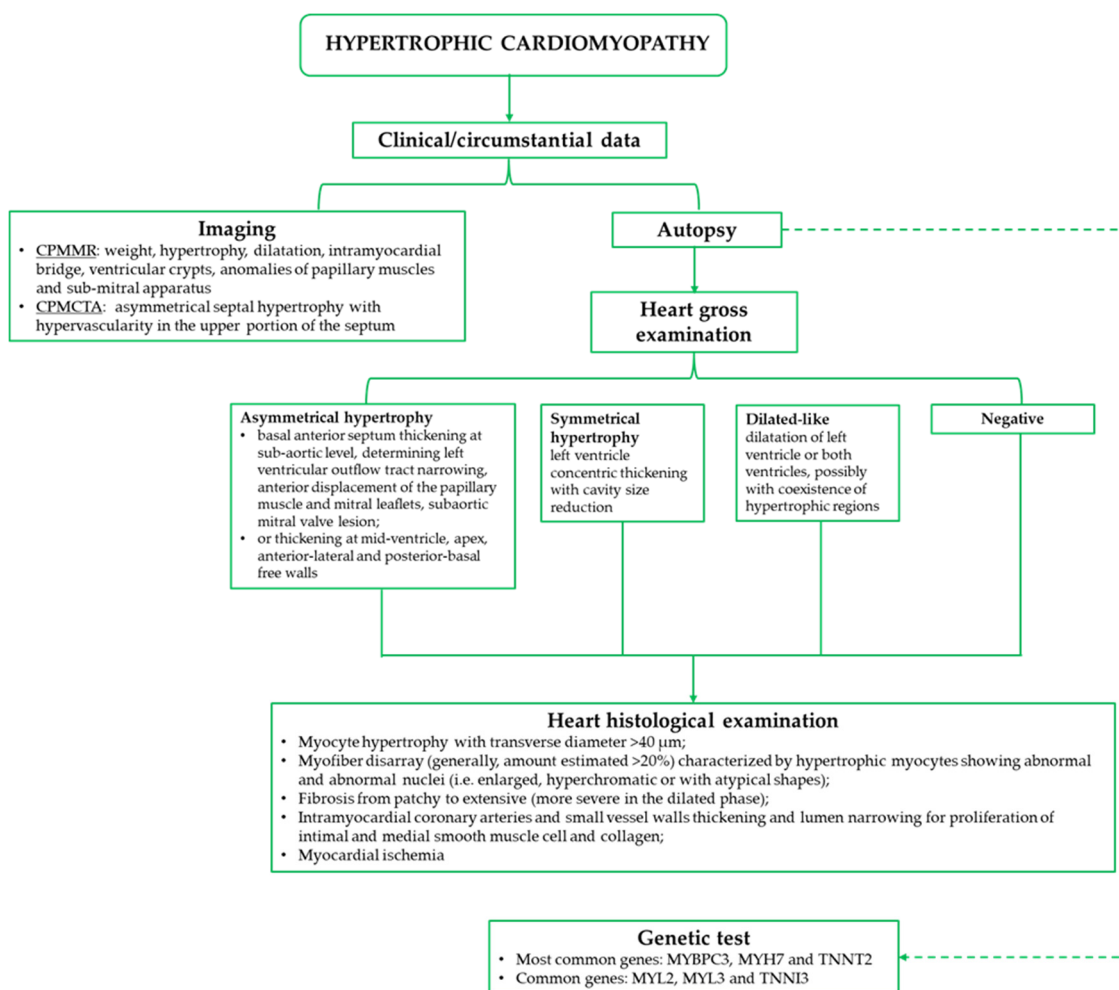 HYPERTROPHIC CARDIOMYOPATHY
Clinical/circumstantial data
Imaging
• CPMMR: weight, hypertrophy, dilatation, intramyocardial
bridge, ventricular crypts, anomalies of papillary muscles
and sub-mitral apparatus
• CPMCTA: asymmetrical septal hypertrophy with
hypervascularity in the upper portion of the septum
Autopsy
Heart gross
examination
Asymmetrical hypertrophy
• basal anterior septum thickening at
sub-aortic level, determining left
ventricular outflow tract narrowing,
anterior displacement of the papillary
muscle and mitral leaflets, subaortic
mitral valve lesion;
• or thickening at mid-ventricle, apex,
anterior-lateral and posterior-basal
free walls
Symmetrical
hypertrophy
left ventricle
concentric thickening
with cavity size
reduction
Dilated-like
dilatation of left
ventricle or both
ventricles, possibly
with coexistence of
hypertrophic regions
Negative
Heart histological examination
• Myocyte hypertrophy with transverse diameter >40 µm;
• Myofiber disarray (generally, amount estimated >20%) characterized by hypertrophic myocytes showing abnormal
and abnormal nuclei (i.e. enlarged, hyperchromatic or with atypical shapes);
• Fibrosis from patchy to extensive (more severe in the dilated phase);
• Intramyocardial coronary arteries and small vessel walls thickening and lumen narrowing for proliferation of
intimal and medial smooth muscle cell and collagen;
• Myocardial ischemia
Genetic test
• Most common genes: MYBPC3, MYH7 and TNNT2
• Common genes: MYL2, MYL3 and TNNI3